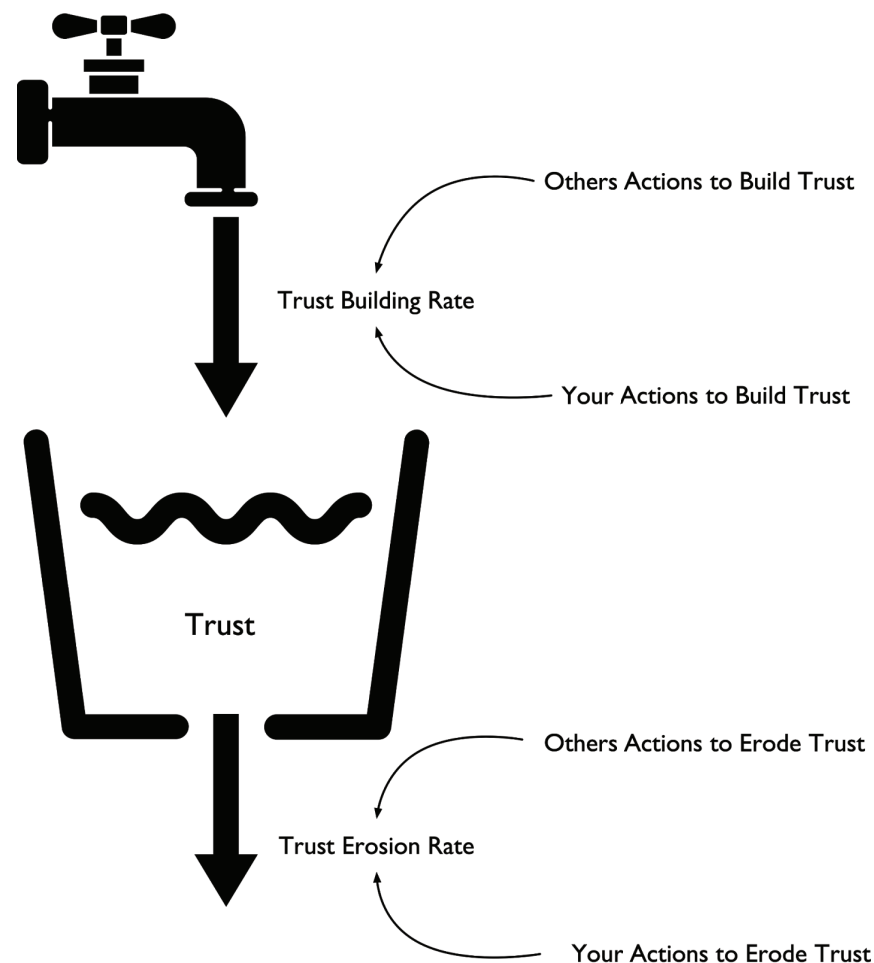 Others Actions to Build Trust
Trust Building Rate
Your Actions to Build Trust
Trust
Others Actions to Erode Trust
Trust Erosion Rate
Your Actions to Erode Trust